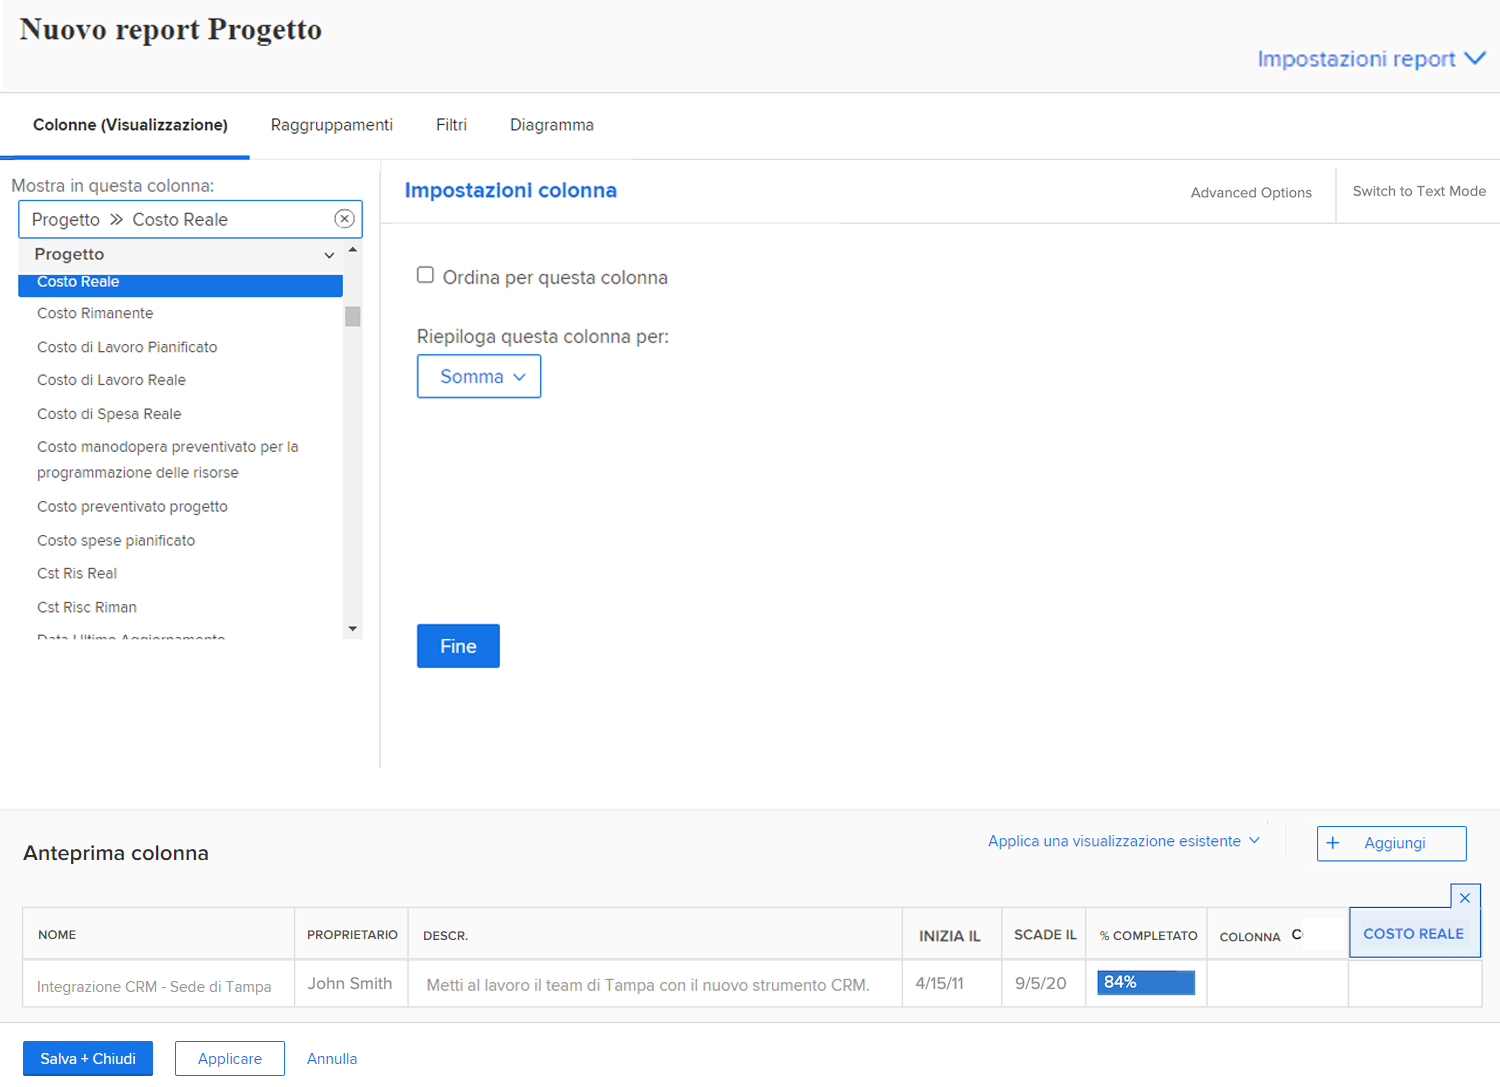 Nuovo report Progetto
Impostazioni report
Colonne (Visualizzazione)
Raggruppamenti
Filtri
Diagramma
Mostra in questa colonna:
Progetto » Costo Reale
Progetto
Costo Reale
Costo Rimanente
Costo di Lavoro Pianificato
Costo di Lavoro Reale
Costo di Spesa Reale
Costo manodopera preventivato per la
programmazione delle risorse
Costo preventivato progetto
Costo spese pianificato
Cst Ris Real
Cst Risc Riman
Data Ultimo Aggiornamento
Impostazioni colonna
Advanced Options
Switch to Text Mode
Ordina per questa colonna
Riepiloga questa colonna per:
Somma
Fine
Anteprima colonna
Applica una visualizzazione esistente
+ Aggiungi
NOME
PROPRIETARIO
DESCR.
INIZIA IL
SCADE IL
% COMPLETATO
COLONNA
COSTO REALE
Integrazione CRM - Sede di Tampa
John Smith
Metti al lavoro il team di Tampa con il nuovo strumento CRM.
4/15/11
9/5/20
84%
Salva + Chiudi
Applicare
Annulla